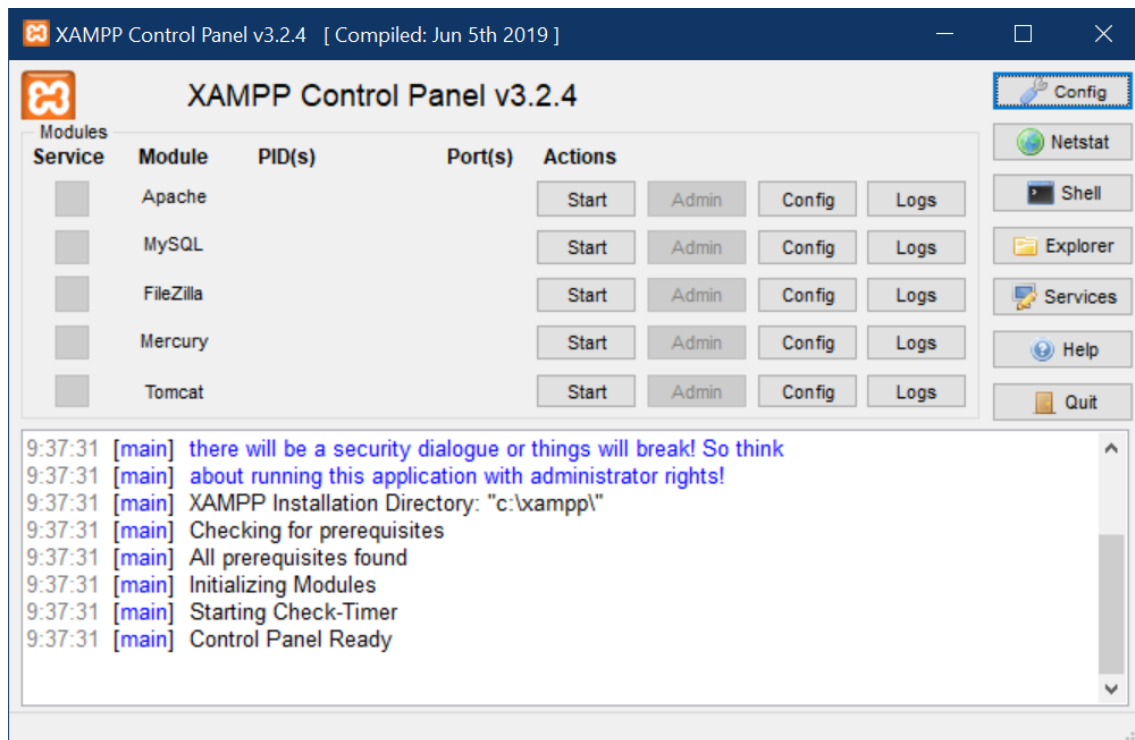 XAMPP Control Panel v3.2.4 [ Compiled: Jun 5th 2019 ]
XAMPP Control Panel v3.2.4
Config
Netstat
Shell
Explorer
Services
Help
Quit
Modules
Service Module PID(s) Port(s) Actions
Apache Start Admin Config Logs
MySQL Start Admin Config Logs
FileZilla Start Admin Config Logs
Mercury Start Admin Config Logs
Tomcat Start Admin Config Logs
9:37:31 [main] there will be a security dialogue or things will break! So think
9:37:31 [main] about running this application with administrator rights!
9:37:31 [main] XAMPP Installation Directory: "c:\xampp\"
9:37:31 [main] Checking for prerequisites
9:37:31 [main] All prerequisites found
9:37:31 [main] Initializing Modules
9:37:31 [main] Starting Check-Timer
9:37:31 [main] Control Panel Ready